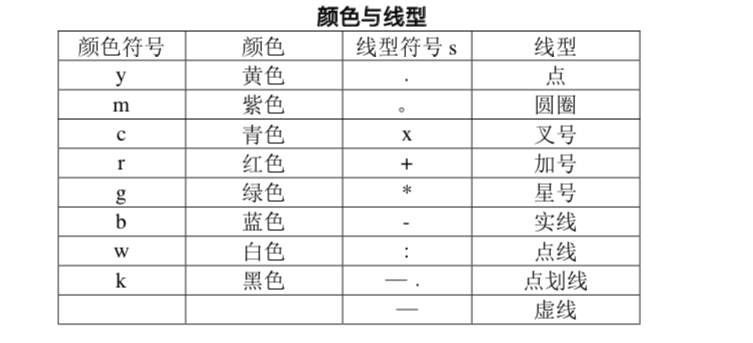 颜色与线型
颜色符号 颜色 线型符号 s 线型
y 黄色 . 点
m 紫色 。 圆圈
c 青色 x 叉号
r 红色 + 加号
g 绿色 * 星号
b 蓝色 - 实线
w 白色 : 点线
k 黑色 — . 点划线
— 虚线